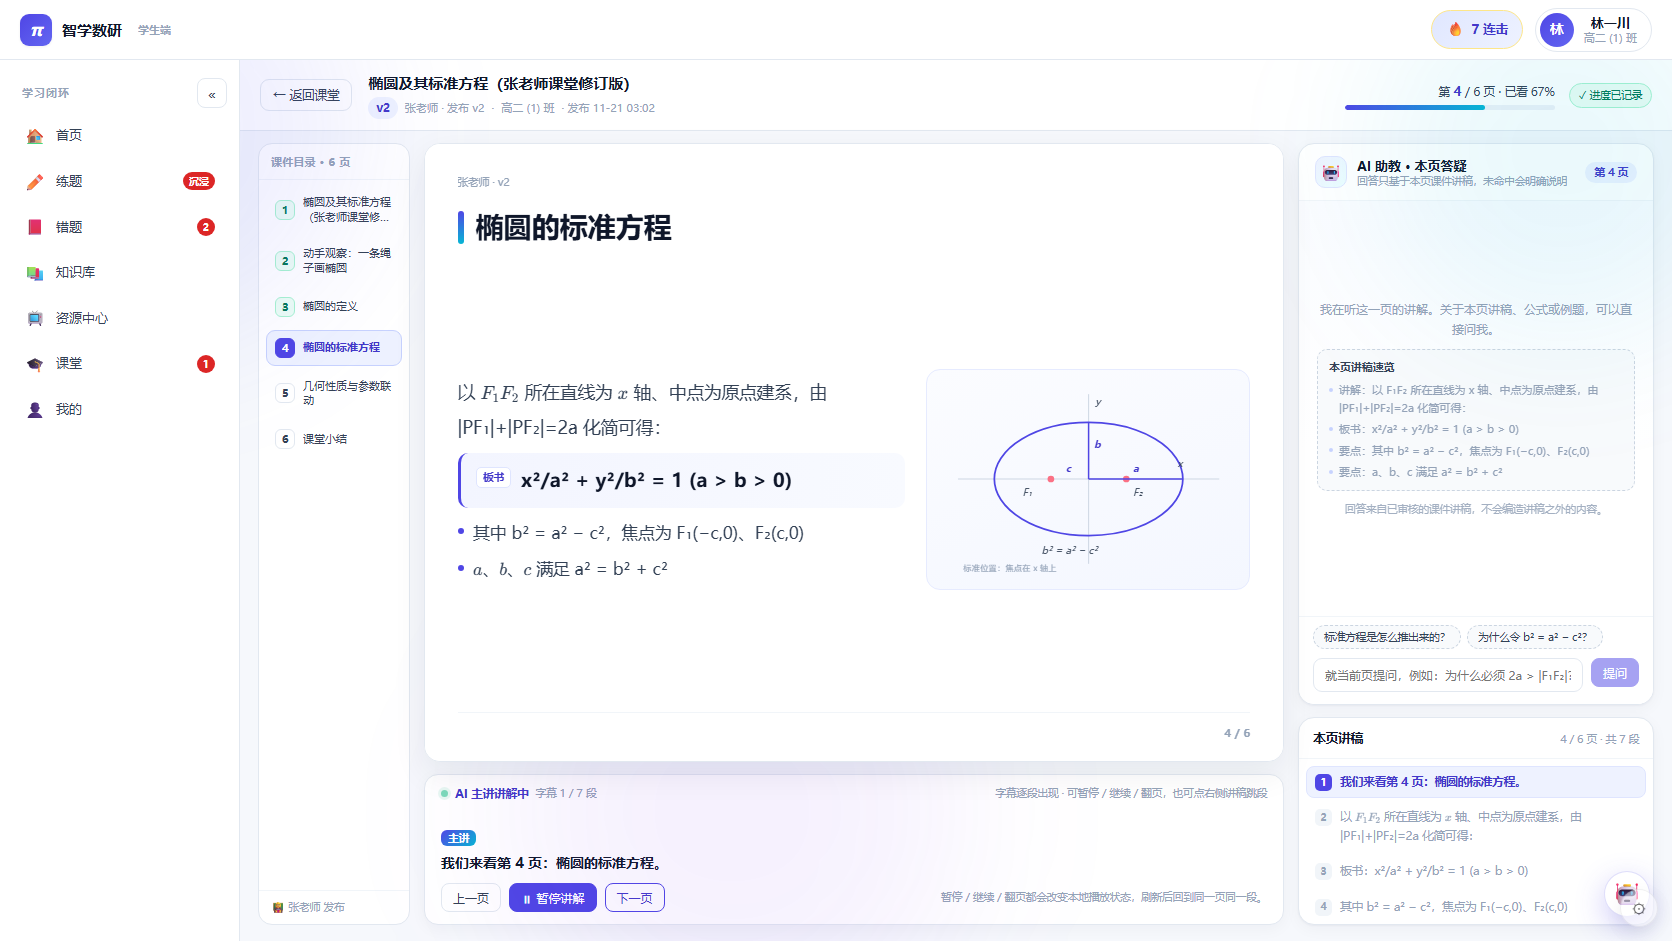 π 智学数研 学生端
7 连击
林 林一川
高二 (1) 班
学习闭环 «
首页
练题 沉浸
错题 2
知识库
资源中心
课堂 1
我的
← 返回课堂
椭圆及其标准方程（张老师课堂修订版）
v2 张老师 · 发布 v2 · 高二 (1) 班 · 发布 11-21 03:02
第 4 / 6 页 · 已看 67%
✓ 进度已记录
课件目录 • 6 页
1 椭圆及其标准方程
（张老师课堂修...
2 动手观察：一条绳
子画椭圆
3 椭圆的定义
4 椭圆的标准方程
5 几何性质与参数联
动
6 课堂小结
张老师 发布
张老师 · v2
椭圆的标准方程
以 F₁F₂ 所在直线为 x 轴、中点为原点建系，由
|PF₁|+|PF₂|=2a 化简可得：
板书 x²/a² + y²/b² = 1 (a > b > 0)
• 其中 b² = a² − c²，焦点为 F₁(−c,0)、F₂(c,0)
• a、b、c 满足 a² = b² + c²
y
b
c a x
F₁ F₂
b² = a² − c²
标准位置：焦点在 x 轴上
4 / 6
AI 主讲讲解中 字幕 1 / 7 段
字幕逐段出现 · 可暂停 / 继续 / 翻页，也可点右侧讲稿跳段
主讲
我们来看第 4 页：椭圆的标准方程。
上一页 ⏸ 暂停讲解 下一页
暂停 / 继续 / 翻页都会改变本地播放状态，刷新后回到同一页同一段。
AI 助教 • 本页答疑
回答只基于本页课件讲稿，未命中会明确说明
第 4 页
我在听这一页的讲解。关于本页讲稿、公式或例题，可以直
接问我。
本页讲稿速览
• 讲解：以 F₁F₂ 所在直线为 x 轴、中点为原点建系，由
|PF₁|+|PF₂|=2a 化简可得：
• 板书：x²/a² + y²/b² = 1 (a > b > 0)
• 要点：其中 b² = a² − c²，焦点为 F₁(−c,0)、F₂(c,0)
• 要点：a、b、c 满足 a² = b² + c²
回答来自已审核的课件讲稿，不会编造讲稿之外的内容。
标准方程是怎么推出来的？ 为什么令 b² = a² − c²？
就当前页提问，例如：为什么必须 2a > |F₁F₂|? 提问
本页讲稿 4 / 6 页 · 共 7 段
1 我们来看第 4 页：椭圆的标准方程。
2 以 F₁F₂ 所在直线为 x 轴、中点为原点建系，由
|PF₁|+|PF₂|=2a 化简可得：
3 板书：x²/a² + y²/b² = 1 (a > b > 0)
4 其中 b² = a² − c²，焦点为 F₁(−c,0)、F₂(c,0)